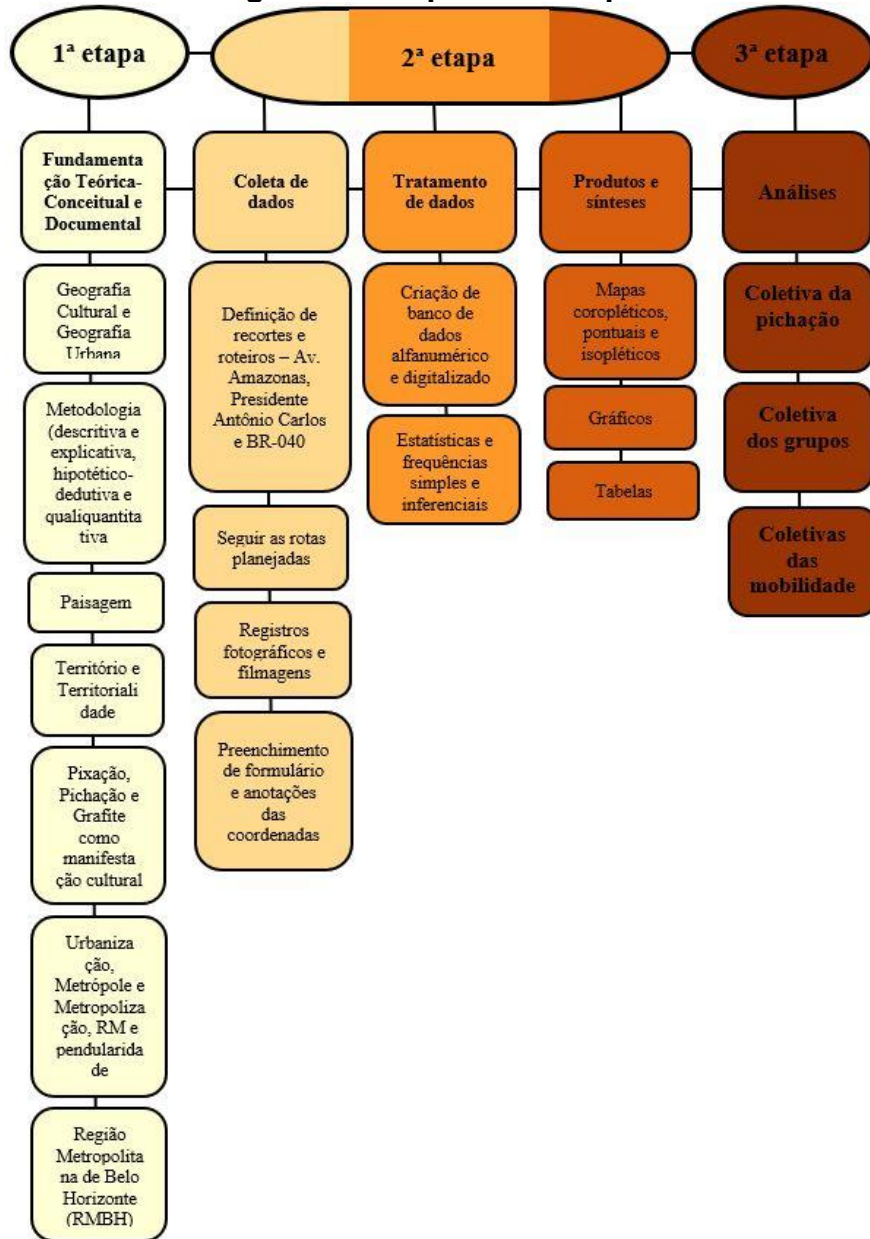 1ª etapa
2ª etapa
3ª etapa
Fundamenta
ção Teórica-
Conceitual e
Documental
Geografia
Cultural e
Geografia
Urbana
Metodologia
(descritiva e
explicativa,
hipotético-
dedutiva e
qualiquantita
tiva
Paisagem
Território e
Territoriali
dade
Pixação,
Pichação e
Grafite
como
manifesta
ção cultural
Urbaniza
ção,
Metrópole e
Metropoliza
ção, RM e
pendularida
de
Região
Metropolita
na de Belo
Horizonte
(RMBH)
Coleta de
dados
Definição de
recortes e
roteiros – Av.
Amazonas,
Presidente
Antônio Carlos
e BR-040
Seguir as rotas
planejadas
Registros
fotográficos e
filmagens
Preenchimento
de formulário
e anotações
das
coordenadas
Tratamento
de dados
Criação de
banco de
dados
alfanumérico
e digitalizado
Estatísticas e
frequências
simples e
inferenciais
Produtos e
sínteses
Mapas
coropléticos,
pontuais e
isopléticos
Gráficos
Tabelas
Análises
Coletiva da
pichação
Coletiva
dos grupos
Coletivas
das
mobilidade